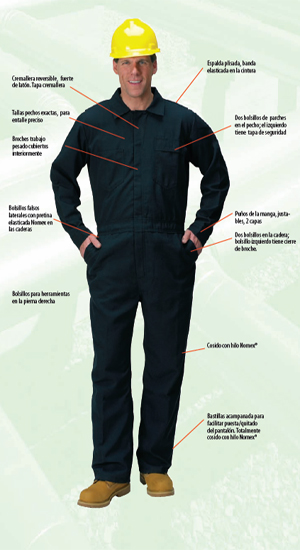 Espalda plisada, banda
elasticada en la cintura
Cremallera reversible, fuerte
de latón. Tapa cremallera
Tallas pechos exactas, para
entalle preciso
Dos bolsillos de parches
en el pecho; el izquierdo
tiene tapa de seguridad
Broches trabajo
pesado cubiertos
interiormente
Bolsillos falsos
laterales con pretina
elasticada Nomex en
las caderas
Puños de la manga, justa-
bles, 2 capas
Dos bolsillos en la cadera;
bolsillo izquierdo tiene cierre
de broche.
Bolsillos para herramientas
en la pierna derecha
Cosido con hilo Nomex®
Bastillas acampanada para
facilitar puesta/quitado
del pantalón. Totalmente
cosido con hilo Nomex®